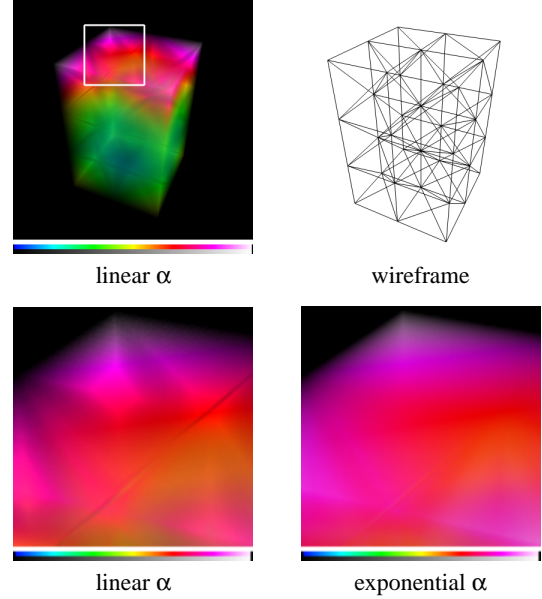 linear α
wireframe
linear α
exponential α